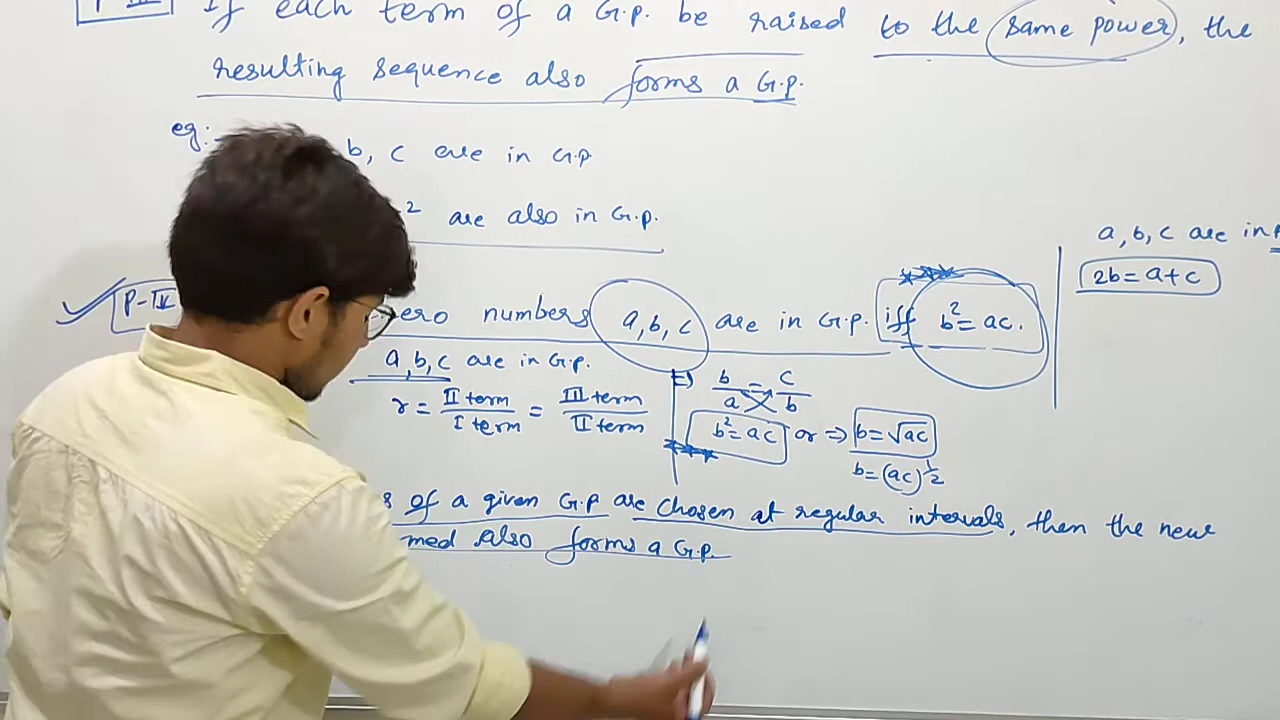 If each term of a G.P. be raised to the same power, the
resulting sequence also forms a G.P.
eg:-
b, c are in G.P
2 are also in G.p.
a, b, c are in
2b = a+c
P-IV numbers a, b, c are in G.P. iff b² = ac.
a, b, c are in G.P.
r = II term / I term = III term / II term
b/a = c/b
b² = ac or ⇒ b = √ac
b = (ac)^1/2
of a given G.P are chosen at regular intervals, then the new
also forms a G.P.